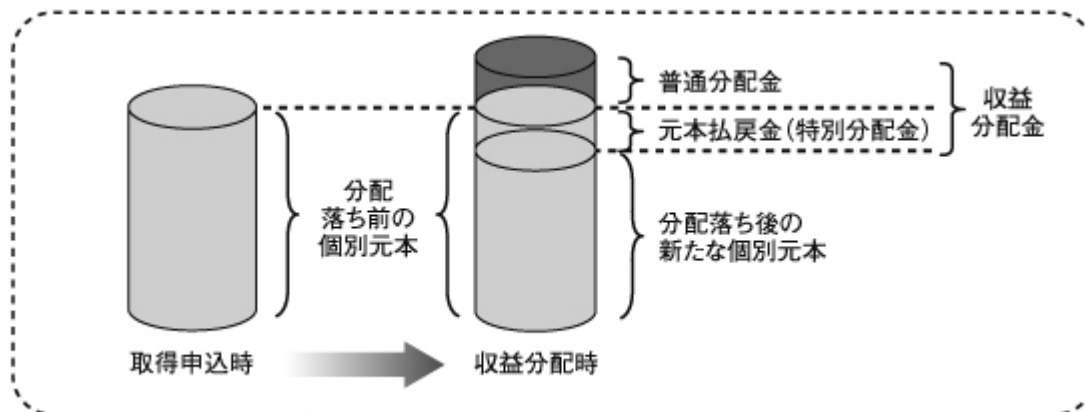 普通分配金
収益
分配金
元本払戻金(特別分配金)
分配
落ち前の
個別元本
分配落ち後の
新たな個別元本
取得申込時
収益分配時